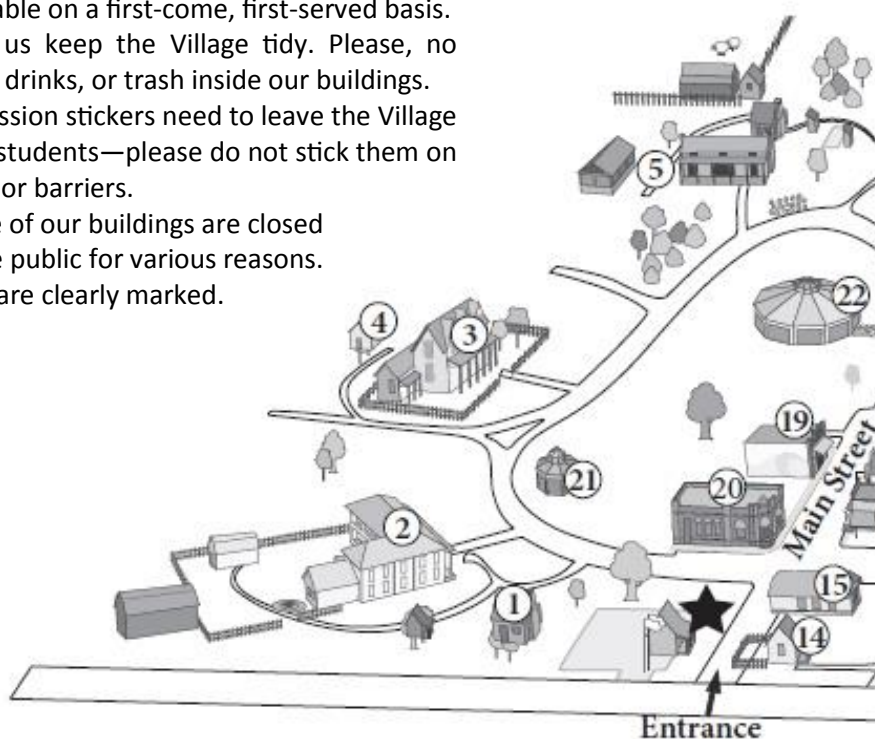 able on a first-come, first-served basis.
us keep the Village tidy. Please, no
drinks, or trash inside our buildings.
ssion stickers need to leave the Village
students—please do not stick them on
or barriers.
e of our buildings are closed
e public for various reasons.
are clearly marked.
5
22
4
3
19
Main Street
21
20
2
1
15
14
Entrance